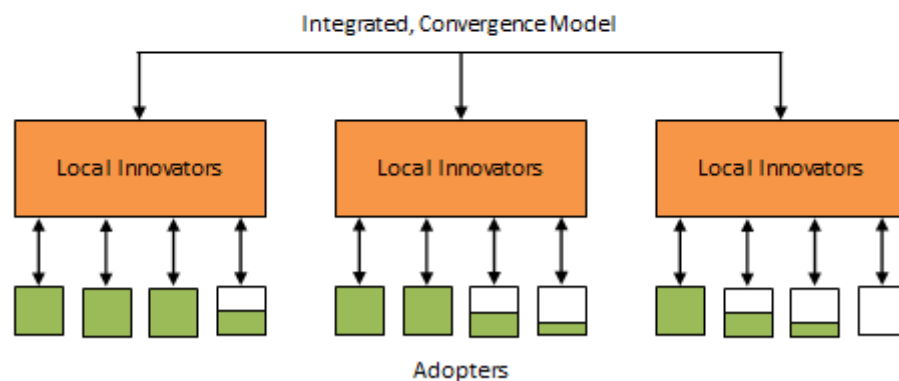 Integrated, Convergence Model
Local Innovators
Local Innovators
Local Innovators
Adopters